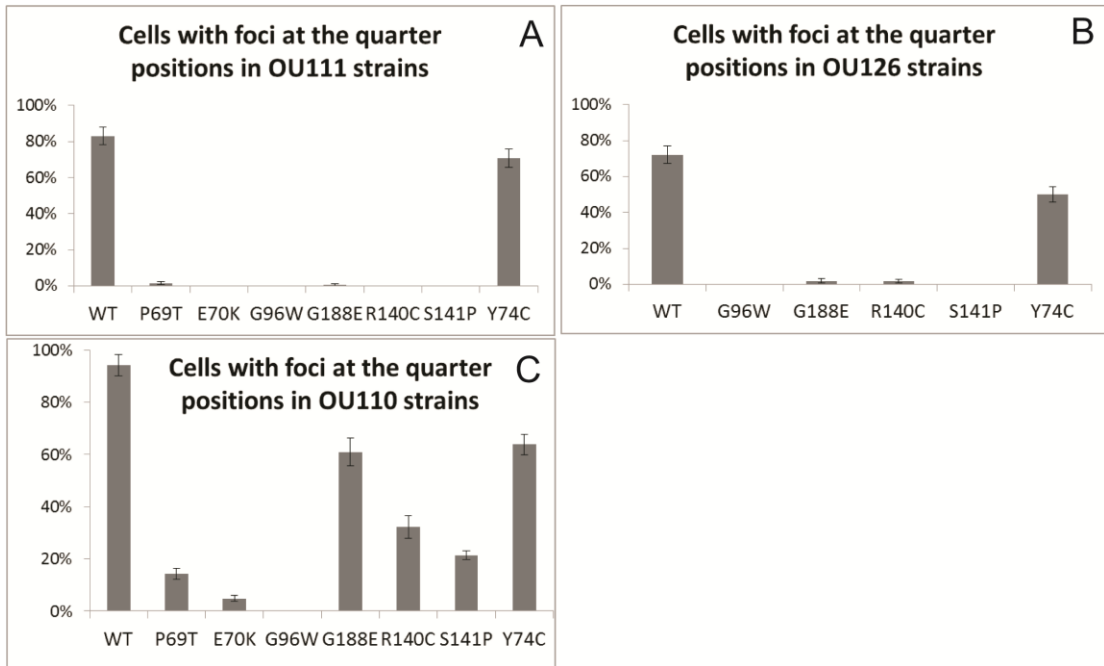 Cells with foci at the quarter
positions in OU111 strains
A
100%
80%
60%
40%
20%
0%
WT P69T E70K G96W G188E R140C S141P Y74C
Cells with foci at the quarter
positions in OU126 strains
B
100%
80%
60%
40%
20%
0%
WT G96W G188E R140C S141P Y74C
Cells with foci at the quarter
positions in OU110 strains
C
100%
80%
60%
40%
20%
0%
WT P69T E70K G96W G188E R140C S141P Y74C